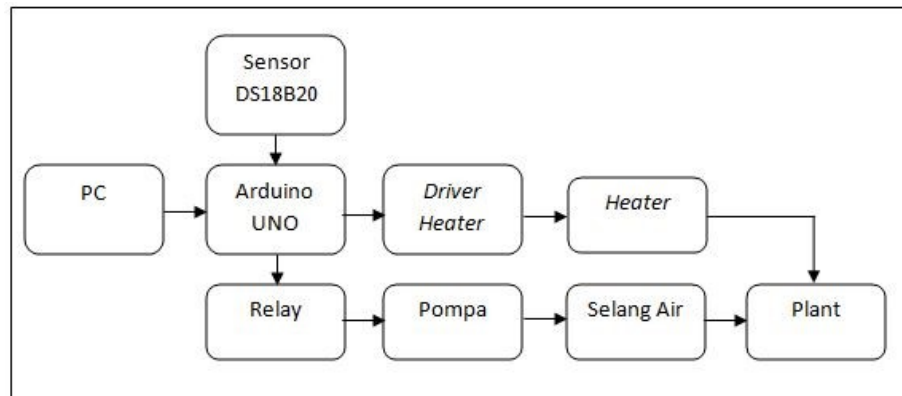 Sensor
DS18B20
PC
Arduino
UNO
Driver
Heater
Heater
Relay
Pompa
Selang Air
Plant